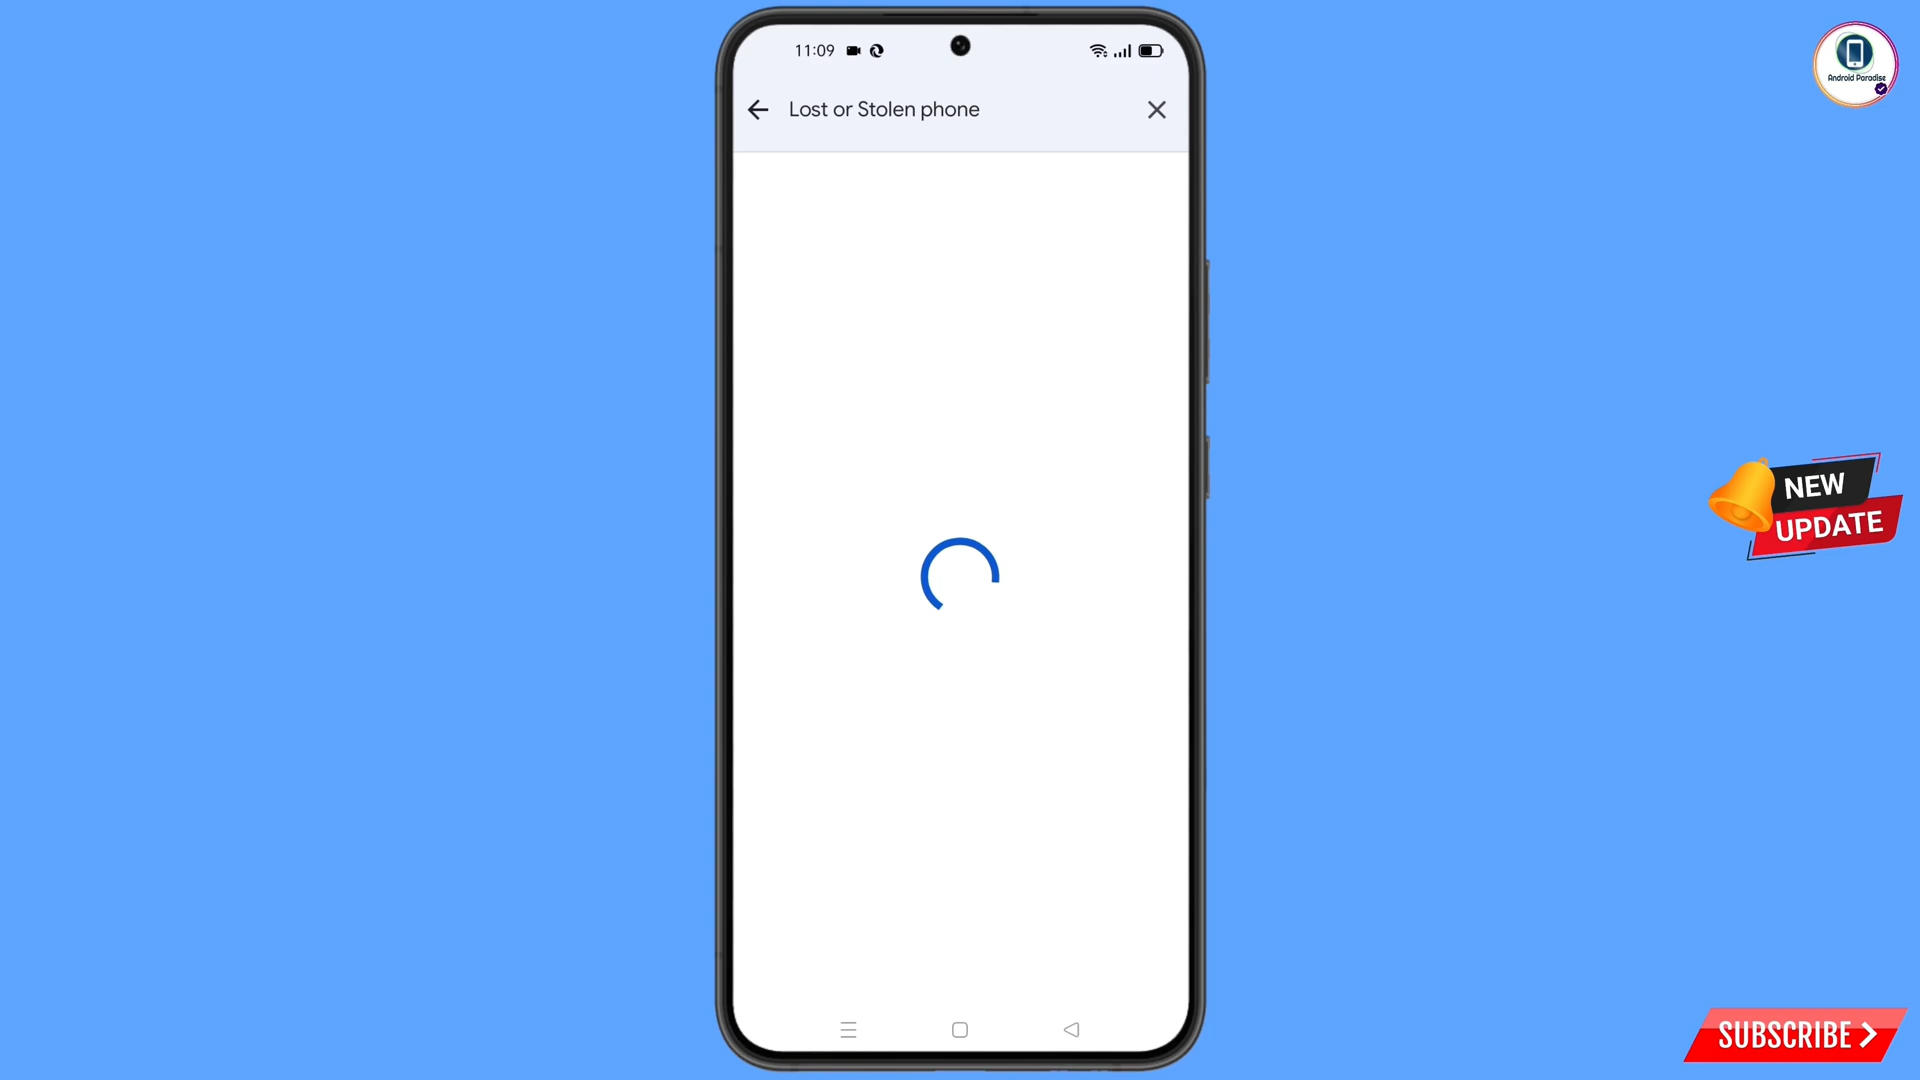 11:09
Lost or Stolen phone
Android Paradise
NEW
UPDATE
SUBSCRIBE